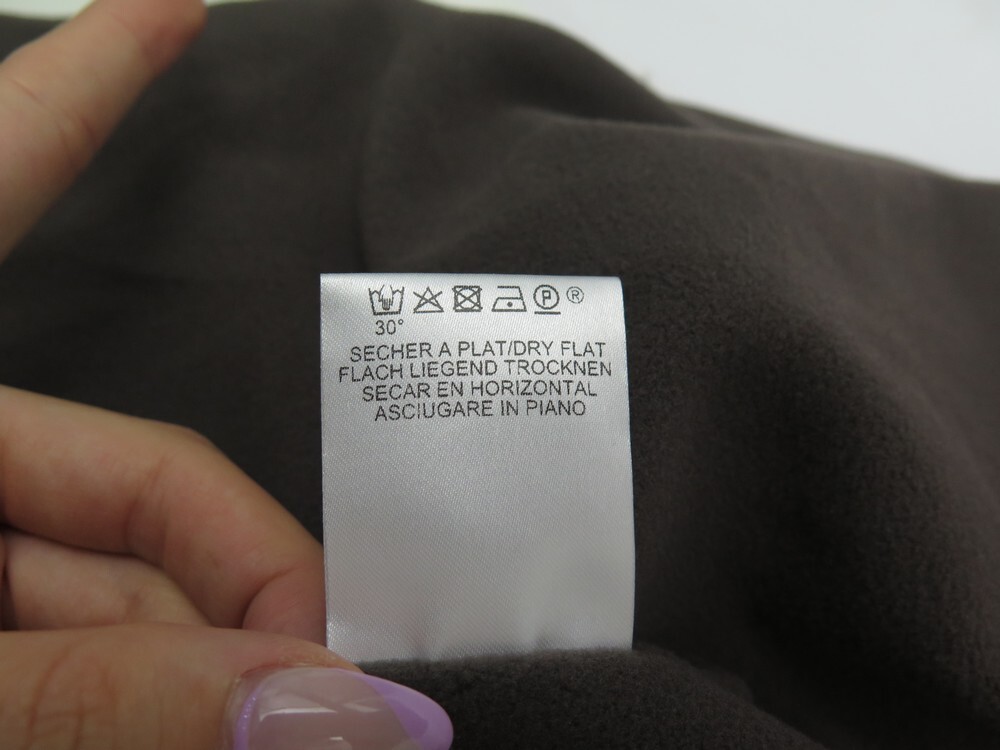 P ®
30°
SECHER A PLAT/DRY FLAT
FLACH LIEGEND TROCKNEN
SECAR EN HORIZONTAL
ASCIUGARE IN PIANO